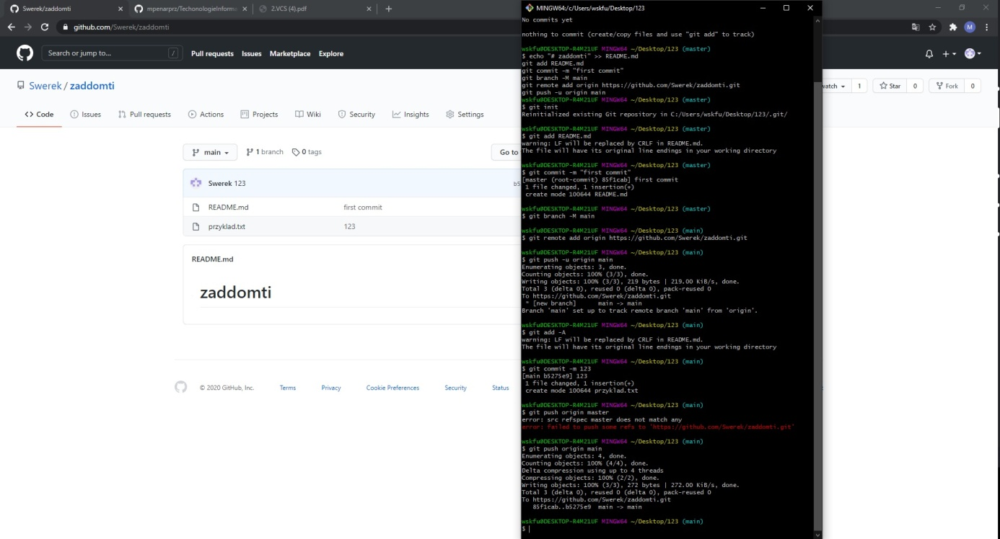 Swerek/zaddomti
mpenarprz/TechonologieInforma
2.VCS (4).pdf
MINGW64:/c/Users/wskfu/Desktop/123
github.com/Swerek/zaddomti
M
Search or jump to...
/
Pull requests
Issues
Marketplace
Explore
Swerek / zaddomti
watch
1
Star
0
Fork
0
Code
Issues
Pull requests
Actions
Projects
Wiki
Security
Insights
Settings
main
1 branch
0 tags
Go to
Swerek 123
b5
README.md
first commit
przyklad.txt
123
README.md
zaddomti
© 2020 GitHub, Inc.
Terms
Privacy
Cookie Preferences
Security
Status
No commits yet
nothing to commit (create/copy files and use "git add" to track)
wskfu@DESKTOP-R4M21UF MINGW64 ~/Desktop/123 (master)
$ echo "# zaddomti" >> README.md
git add README.md
git commit -m "first commit"
git branch -M main
git remote add origin https://github.com/Swerek/zaddomti.git
git push -u origin main
wskfu@DESKTOP-R4M21UF MINGW64 ~/Desktop/123 (master)
$ git init
Reinitialized existing Git repository in C:/Users/wskfu/Desktop/123/.git/
wskfu@DESKTOP-R4M21UF MINGW64 ~/Desktop/123 (master)
$ git add README.md
warning: LF will be replaced by CRLF in README.md.
The file will have its original line endings in your working directory
wskfu@DESKTOP-R4M21UF MINGW64 ~/Desktop/123 (master)
$ git commit -m "first commit"
[master (root-commit) 85f1cab] first commit
1 file changed, 1 insertion(+)
create mode 100644 README.md
wskfu@DESKTOP-R4M21UF MINGW64 ~/Desktop/123 (master)
$ git branch -M main
wskfu@DESKTOP-R4M21UF MINGW64 ~/Desktop/123 (main)
$ git remote add origin https://github.com/Swerek/zaddomti.git
wskfu@DESKTOP-R4M21UF MINGW64 ~/Desktop/123 (main)
$ git push -u origin main
Enumerating objects: 3, done.
Counting objects: 100% (3/3), done.
Writing objects: 100% (3/3), 219 bytes | 219.00 KiB/s, done.
Total 3 (delta 0), reused 0 (delta 0), pack-reused 0
To https://github.com/Swerek/zaddomti.git
* [new branch] main -> main
Branch 'main' set up to track remote branch 'main' from 'origin'.
wskfu@DESKTOP-R4M21UF MINGW64 ~/Desktop/123 (main)
$ git add -A
warning: LF will be replaced by CRLF in README.md.
The file will have its original line endings in your working directory
wskfu@DESKTOP-R4M21UF MINGW64 ~/Desktop/123 (main)
$ git commit -m 123
[main b5275e9] 123
1 file changed, 1 insertion(+)
create mode 100644 przyklad.txt
wskfu@DESKTOP-R4M21UF MINGW64 ~/Desktop/123 (main)
$ git push origin master
error: src refspec master does not match any
error: failed to push some refs to 'https://github.com/Swerek/zaddomti.git'
wskfu@DESKTOP-R4M21UF MINGW64 ~/Desktop/123 (main)
$ git push origin main
Enumerating objects: 4, done.
Counting objects: 100% (4/4), done.
Delta compression using up to 4 threads
Compressing objects: 100% (2/2), done.
Writing objects: 100% (3/3), 272 bytes | 272.00 KiB/s, done.
Total 3 (delta 0), reused 0 (delta 0), pack-reused 0
To https://github.com/Swerek/zaddomti.git
85f1cab..b5275e9 main -> main
wskfu@DESKTOP-R4M21UF MINGW64 ~/Desktop/123 (main)
$